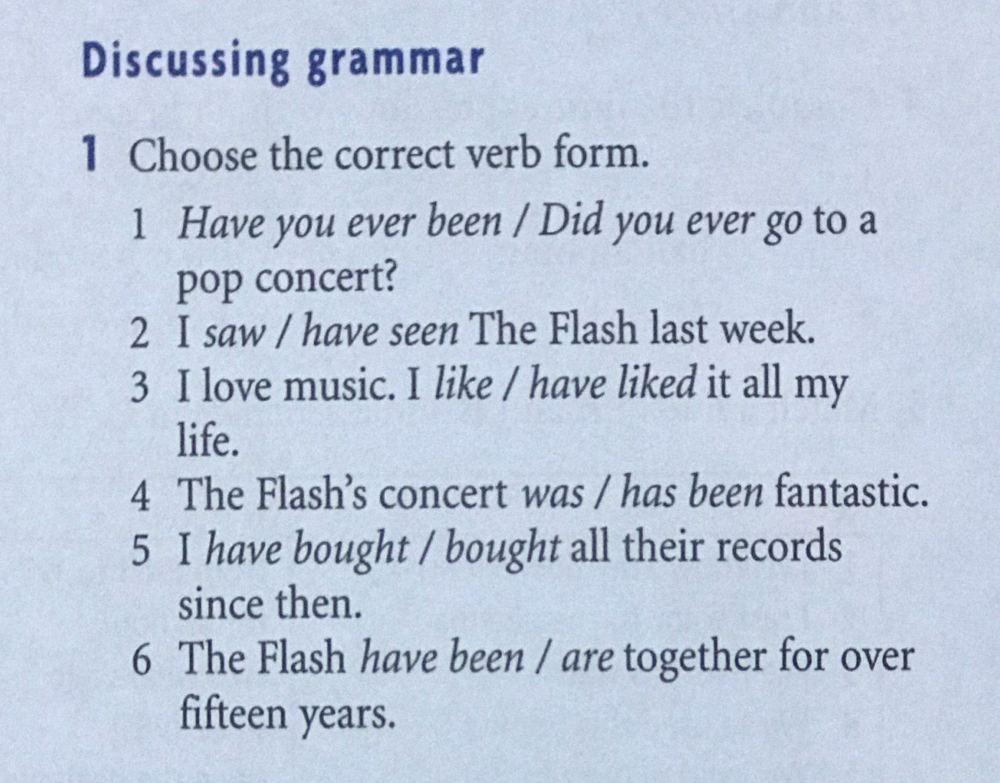 Discussing grammar
1 Choose the correct verb form.
1 Have you ever been / Did you ever go to a
pop concert?
2 I saw / have seen The Flash last week.
3 I love music. I like / have liked it all my
life.
4 The Flash’s concert was / has been fantastic.
5 I have bought / bought all their records
since then.
6 The Flash have been / are together for over
fifteen years.